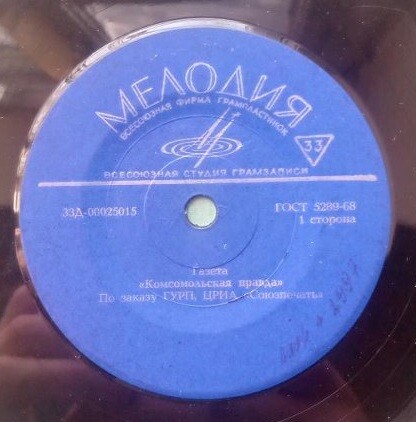 МЕЛОДИЯ
ВСЕСОЮЗНАЯ ФИРМА ГРАМПЛАСТИНОК
33
ВСЕСОЮЗНАЯ СТУДИЯ ГРАМЗАПИСИ
33Д-00025015
ГОСТ 5289-68
1 сторона
Газета
«Комсомольская правда»
По заказу ГУРП, ЦРИА «Союзпечать»